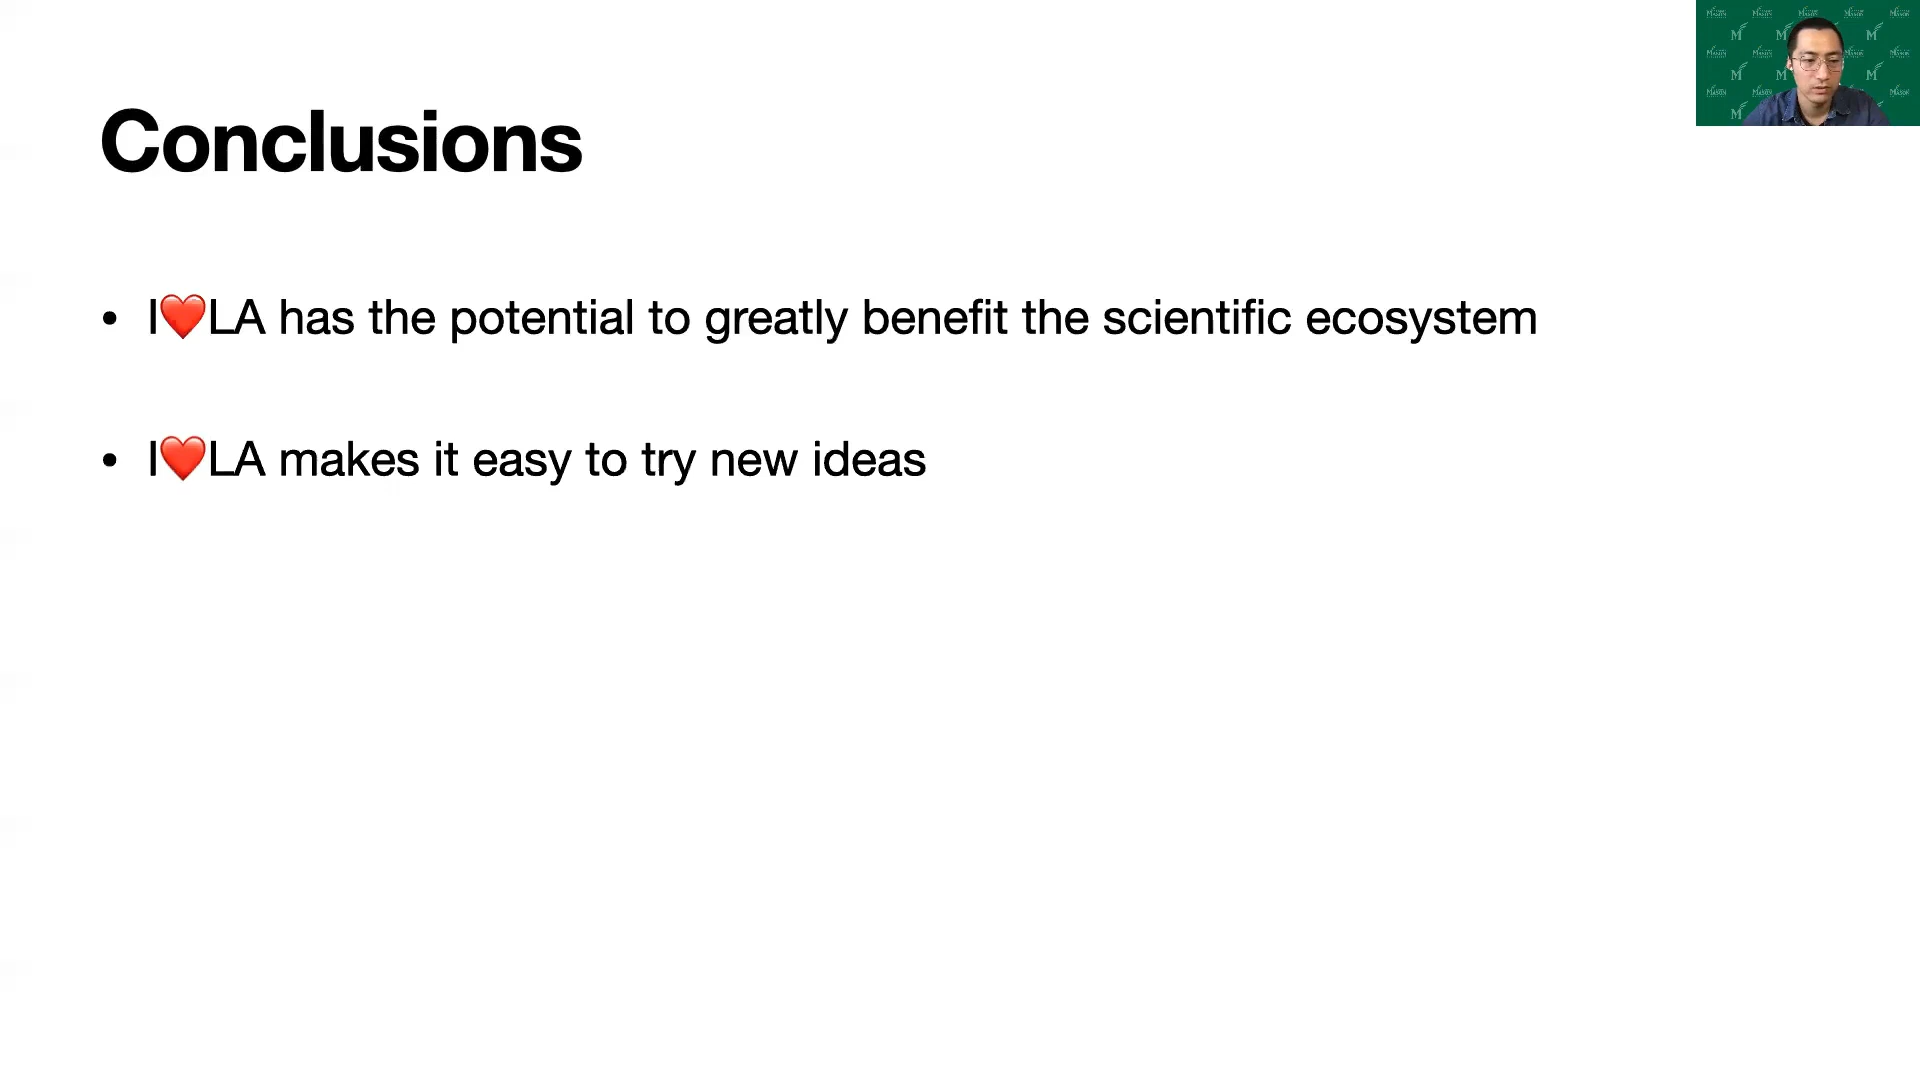 Conclusions
• I❤️LA has the potential to greatly benefit the scientific ecosystem
• I❤️LA makes it easy to try new ideas